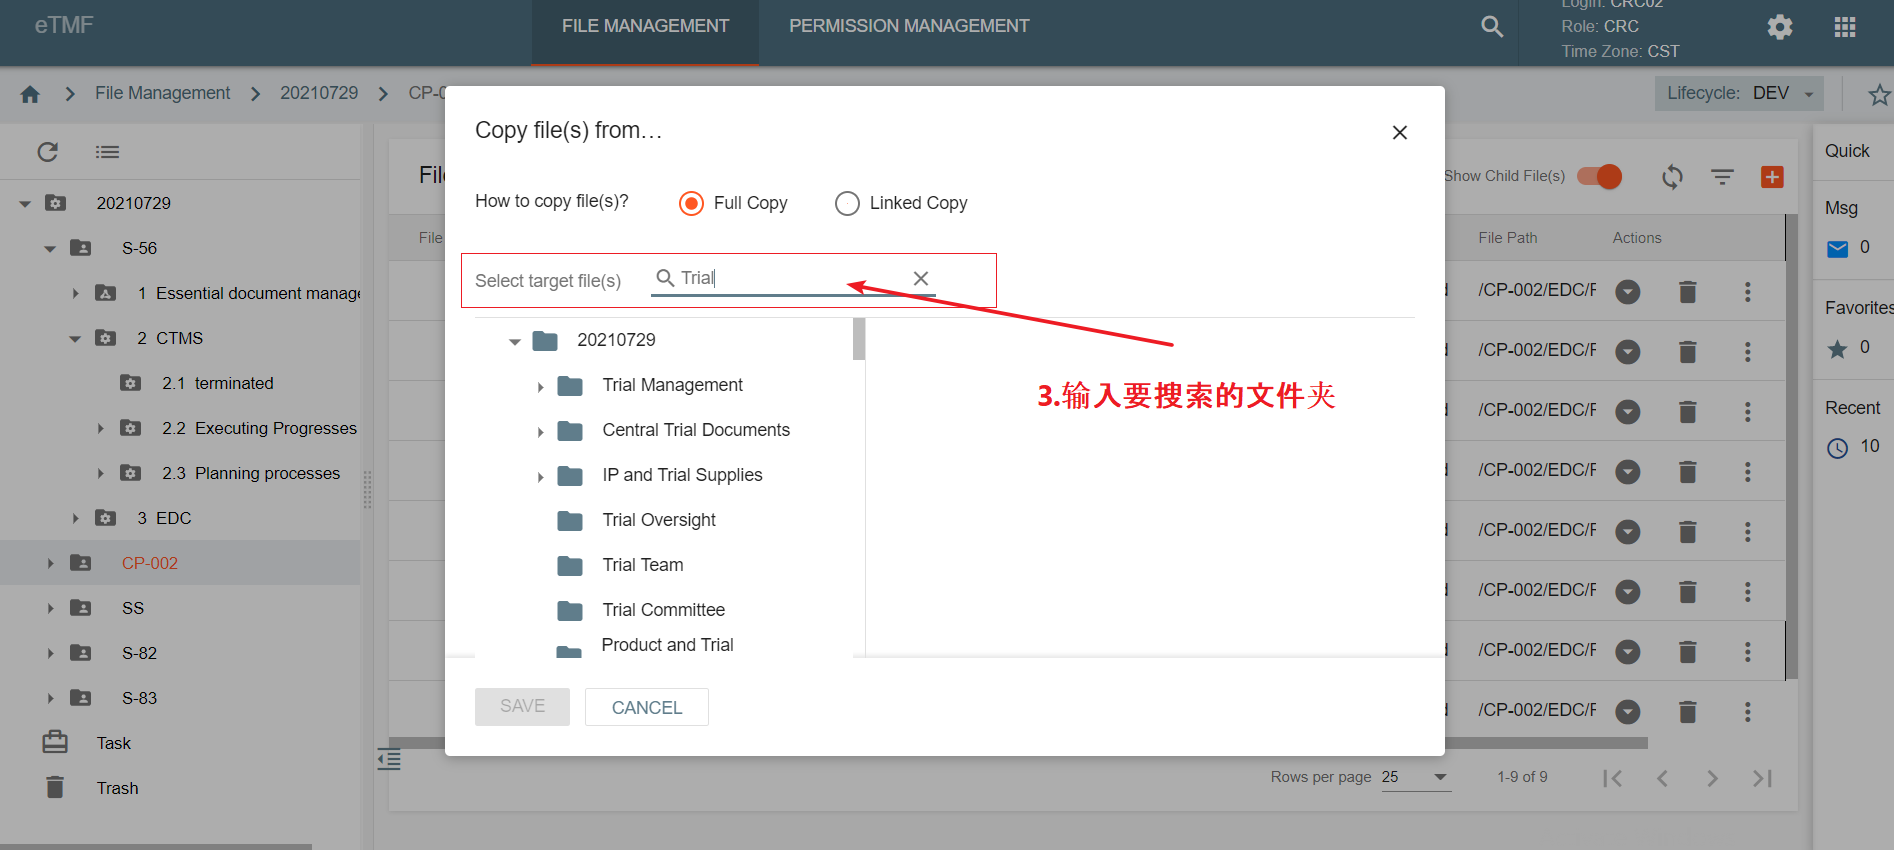 eTMF
FILE MANAGEMENT
PERMISSION MANAGEMENT
Login: CRC02
Role: CRC
Time Zone: CST
File Management
20210729
CP-0
Lifecycle: DEV
Copy file(s) from…
How to copy file(s)?
Full Copy
Linked Copy
Select target file(s)
Trial
20210729
Trial Management
Central Trial Documents
IP and Trial Supplies
Trial Oversight
Trial Team
Trial Committee
Product and Trial
3.输入要搜索的文件夹
SAVE
CANCEL
20210729
S-56
1 Essential document manage
2 CTMS
2.1 terminated
2.2 Executing Progresses
2.3 Planning processes
3 EDC
CP-002
SS
S-82
S-83
Task
Trash
File
Show Child File(s)
File Path
Actions
/CP-002/EDC/F
/CP-002/EDC/F
/CP-002/EDC/F
/CP-002/EDC/F
/CP-002/EDC/F
/CP-002/EDC/F
/CP-002/EDC/F
/CP-002/EDC/F
Rows per page 25
1-9 of 9
Quick
Msg
0
Favorites
0
Recent
10